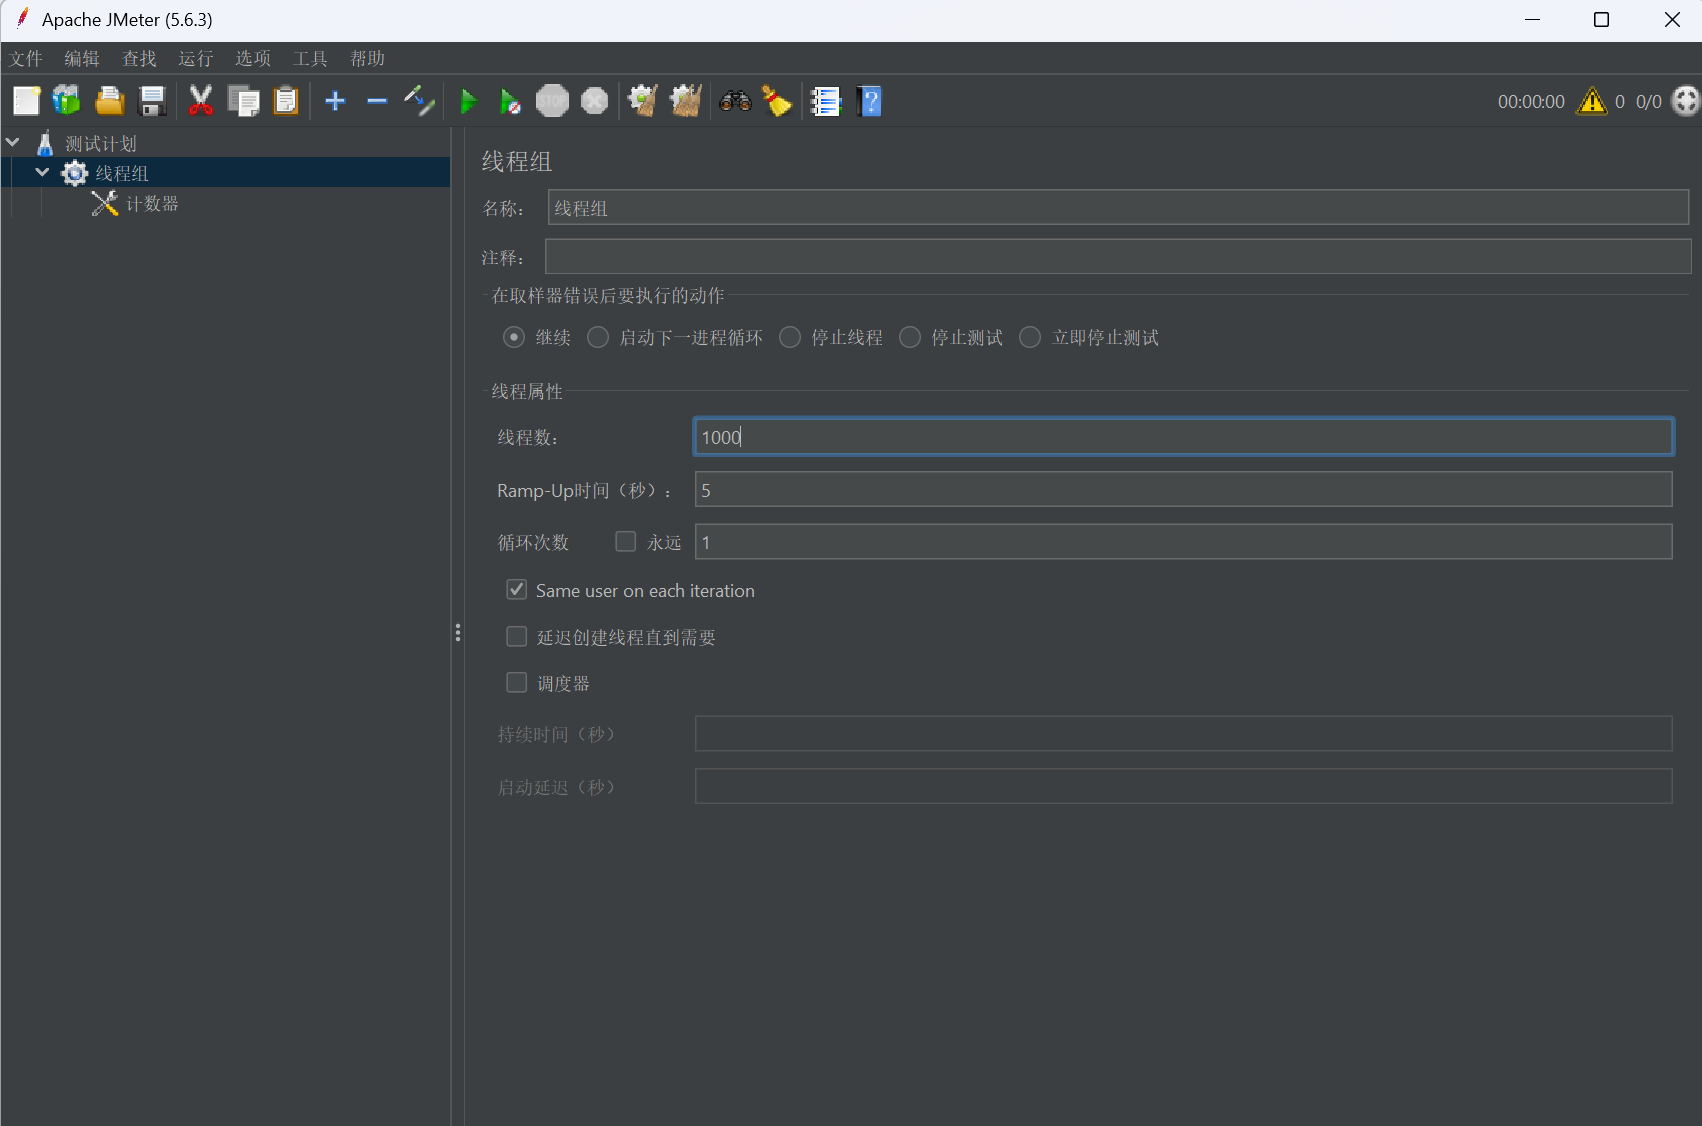 Apache JMeter (5.6.3)
文件 编辑 查找 运行 选项 工具 帮助
STOP
00:00:00 0 0/0
测试计划
线程组
计数器
线程组
名称： 线程组
注释：
在取样器错误后要执行的动作
继续 启动下一进程循环 停止线程 停止测试 立即停止测试
线程属性
线程数： 1000
Ramp-Up时间（秒）： 5
循环次数 永远 1
Same user on each iteration
延迟创建线程直到需要
调度器
持续时间（秒）
启动延迟（秒）